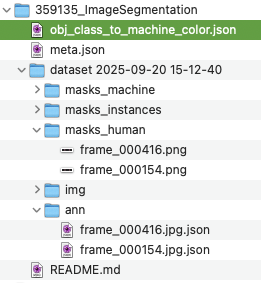 359135_ImageSegmentation
obj_class_to_machine_color.json
meta.json
dataset 2025-09-20 15-12-40
masks_machine
masks_instances
masks_human
frame_000416.png
frame_000154.png
img
ann
frame_000416.jpg.json
frame_000154.jpg.json
README.md